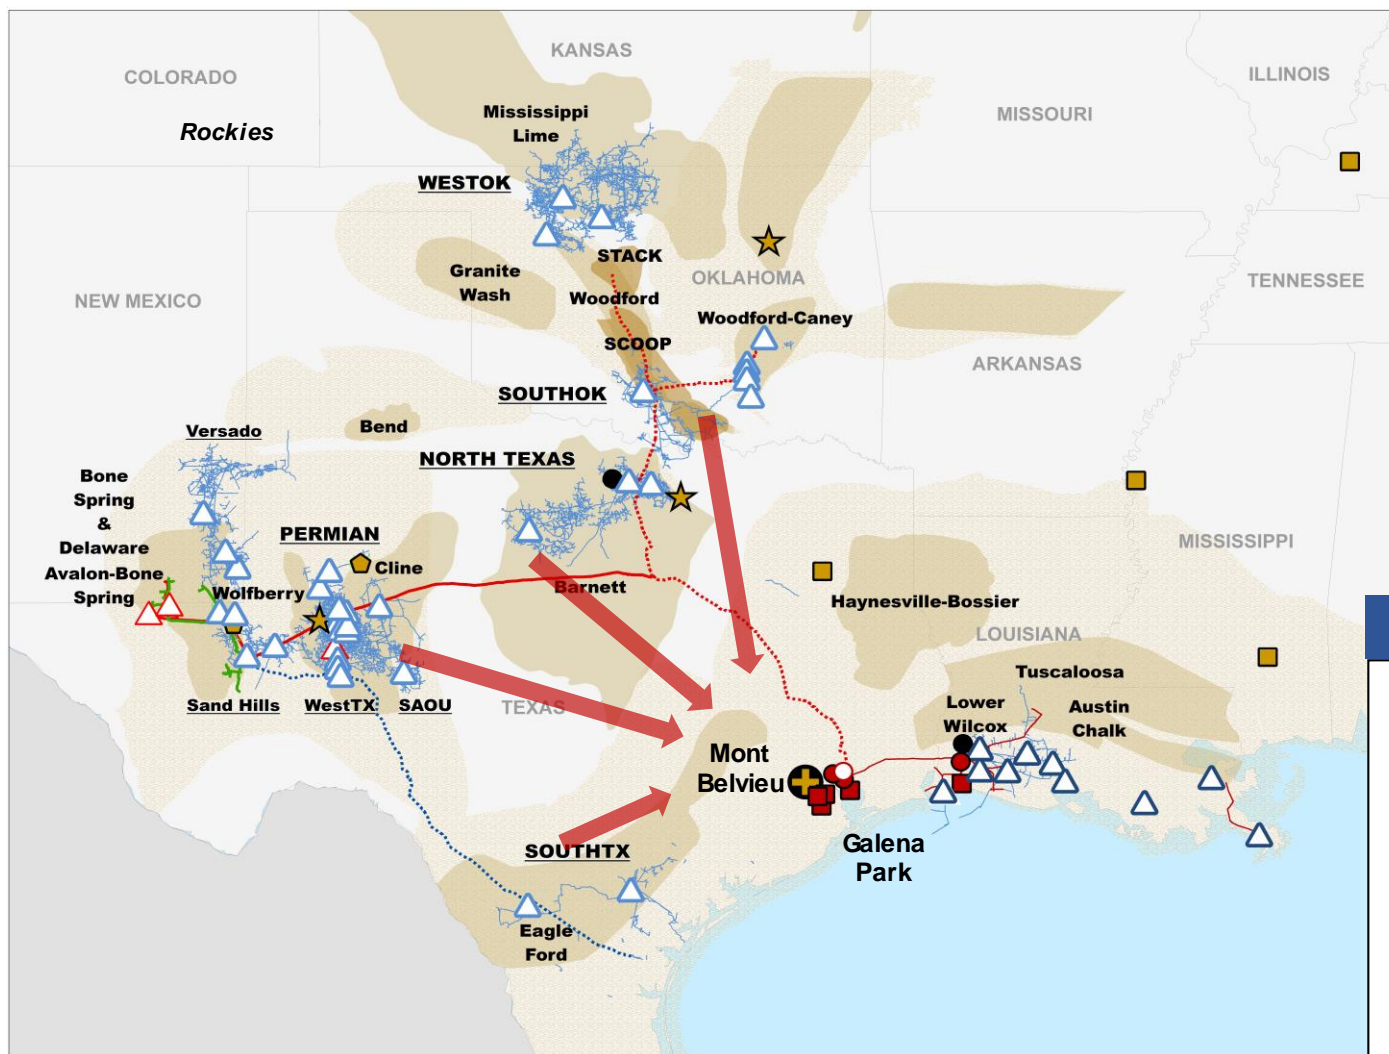 KANSAS
COLORADO
ILLINOIS
Mississippi
Lime
MISSOURI
Rockies
WESTOK
STACK
Granite
Wash
OKLAHOMA
TENNESSEE
NEW MEXICO
Woodford
Woodford-Caney
SCOOP
ARKANSAS
SOUTHOK
Bend
Versado
NORTH TEXAS
Bone
Spring
&
Delaware
Avalon-Bone
Spring
PERMIAN
Cline
Wolfberry
Barnett
MISSISSIPPI
Haynesville-Bossier
LOUISIANA
Tuscaloosa
Sand Hills
WestTX
SAOU
TEXAS
Lower
Wilcox
Austin
Chalk
Mont
Belvieu
Galena
Park
SOUTHTX
Eagle
Ford